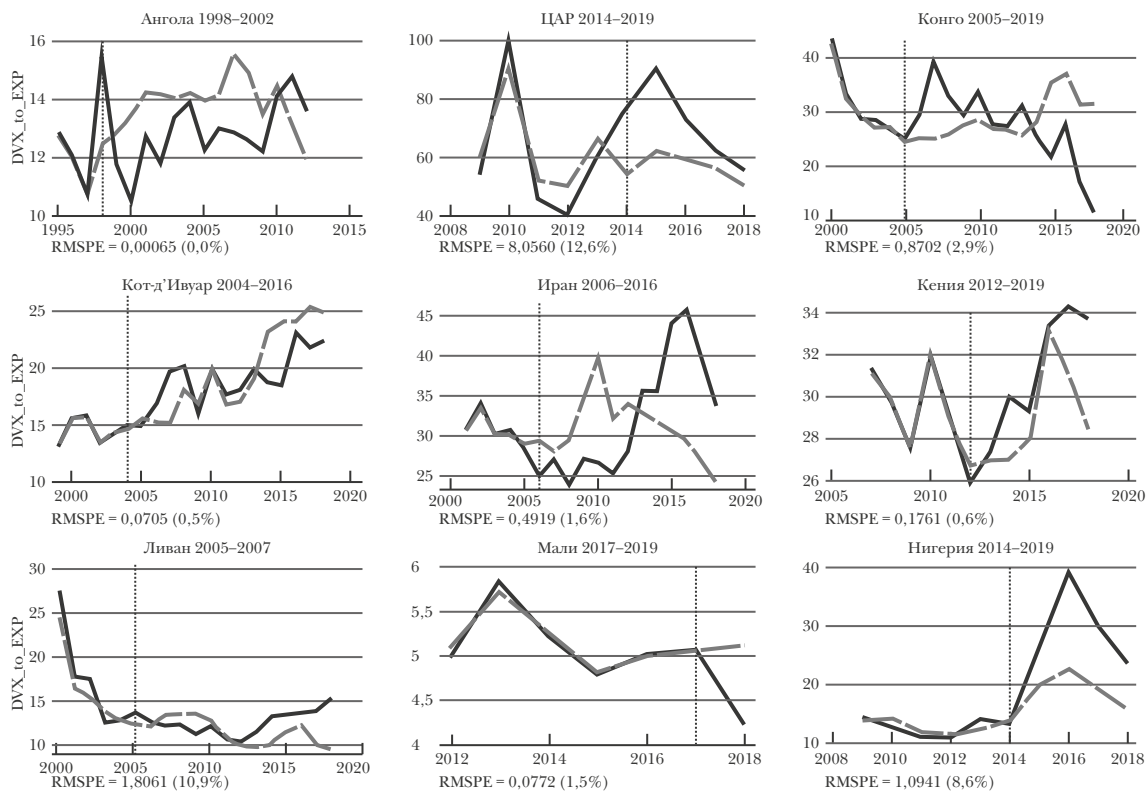 Ангола 1998–2002
DVX_to_EXP
16
14
12
10
1995 2000 2005 2010 2015
RMSPE = 0,00065 (0,0%)
ЦАР 2014–2019
100
80
60
40
2008 2010 2012 2014 2016 2018
RMSPE = 8,0560 (12,6%)
Конго 2005–2019
40
30
20
10
2000 2005 2010 2015 2020
RMSPE = 0,8702 (2,9%)
Кот-д’Ивуар 2004–2016
DVX_to_EXP
25
20
15
10
2000 2005 2010 2015 2020
RMSPE = 0,0705 (0,5%)
Иран 2006–2016
45
40
35
30
25
2000 2005 2010 2015 2020
RMSPE = 0,4919 (1,6%)
Кения 2012–2019
34
32
30
28
26
2005 2010 2015 2020
RMSPE = 0,1761 (0,6%)
Ливан 2005–2007
DVX_to_EXP
30
25
20
15
10
2000 2005 2010 2015 2020
RMSPE = 1,8061 (10,9%)
Мали 2017–2019
6
5,5
5
4,5
4
2012 2014 2016 2018
RMSPE = 0,0772 (1,5%)
Нигерия 2014–2019
40
30
20
10
2008 2010 2012 2014 2016 2018
RMSPE = 1,0941 (8,6%)